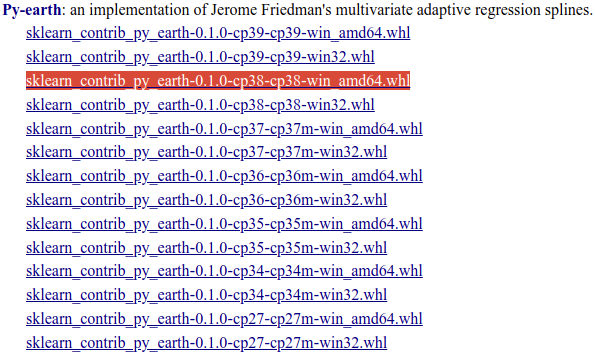 Py-earth: an implementation of Jerome Friedman's multivariate adaptive regression splines.
sklearn_contrib_py_earth-0.1.0-cp39-cp39-win_amd64.whl
sklearn_contrib_py_earth-0.1.0-cp39-cp39-win32.whl
sklearn_contrib_py_earth-0.1.0-cp38-cp38-win_amd64.whl
sklearn_contrib_py_earth-0.1.0-cp38-cp38-win32.whl
sklearn_contrib_py_earth-0.1.0-cp37-cp37m-win_amd64.whl
sklearn_contrib_py_earth-0.1.0-cp37-cp37m-win32.whl
sklearn_contrib_py_earth-0.1.0-cp36-cp36m-win_amd64.whl
sklearn_contrib_py_earth-0.1.0-cp36-cp36m-win32.whl
sklearn_contrib_py_earth-0.1.0-cp35-cp35m-win_amd64.whl
sklearn_contrib_py_earth-0.1.0-cp35-cp35m-win32.whl
sklearn_contrib_py_earth-0.1.0-cp34-cp34m-win_amd64.whl
sklearn_contrib_py_earth-0.1.0-cp34-cp34m-win32.whl
sklearn_contrib_py_earth-0.1.0-cp27-cp27m-win_amd64.whl
sklearn_contrib_py_earth-0.1.0-cp27-cp27m-win32.whl